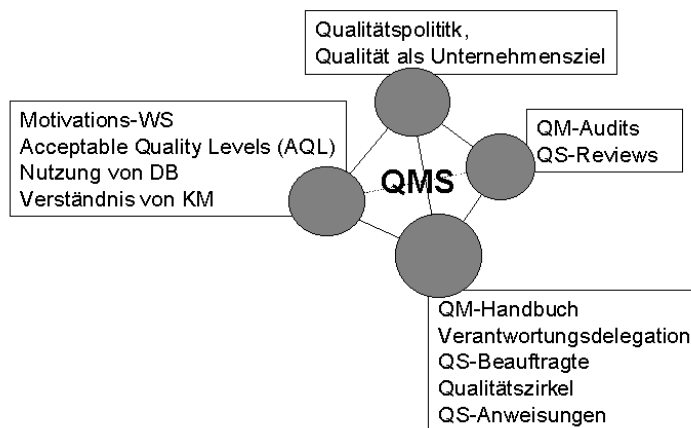 Qualitätspolititk,
Qualität als Unternehmensziel
Motivations-WS
Acceptable Quality Levels (AQL)
Nutzung von DB
Verständnis von KM
QM-Audits
QS-Reviews
QMS
QM-Handbuch
Verantwortungsdelegation
QS-Beauftragte
Qualitätszirkel
QS-Anweisungen